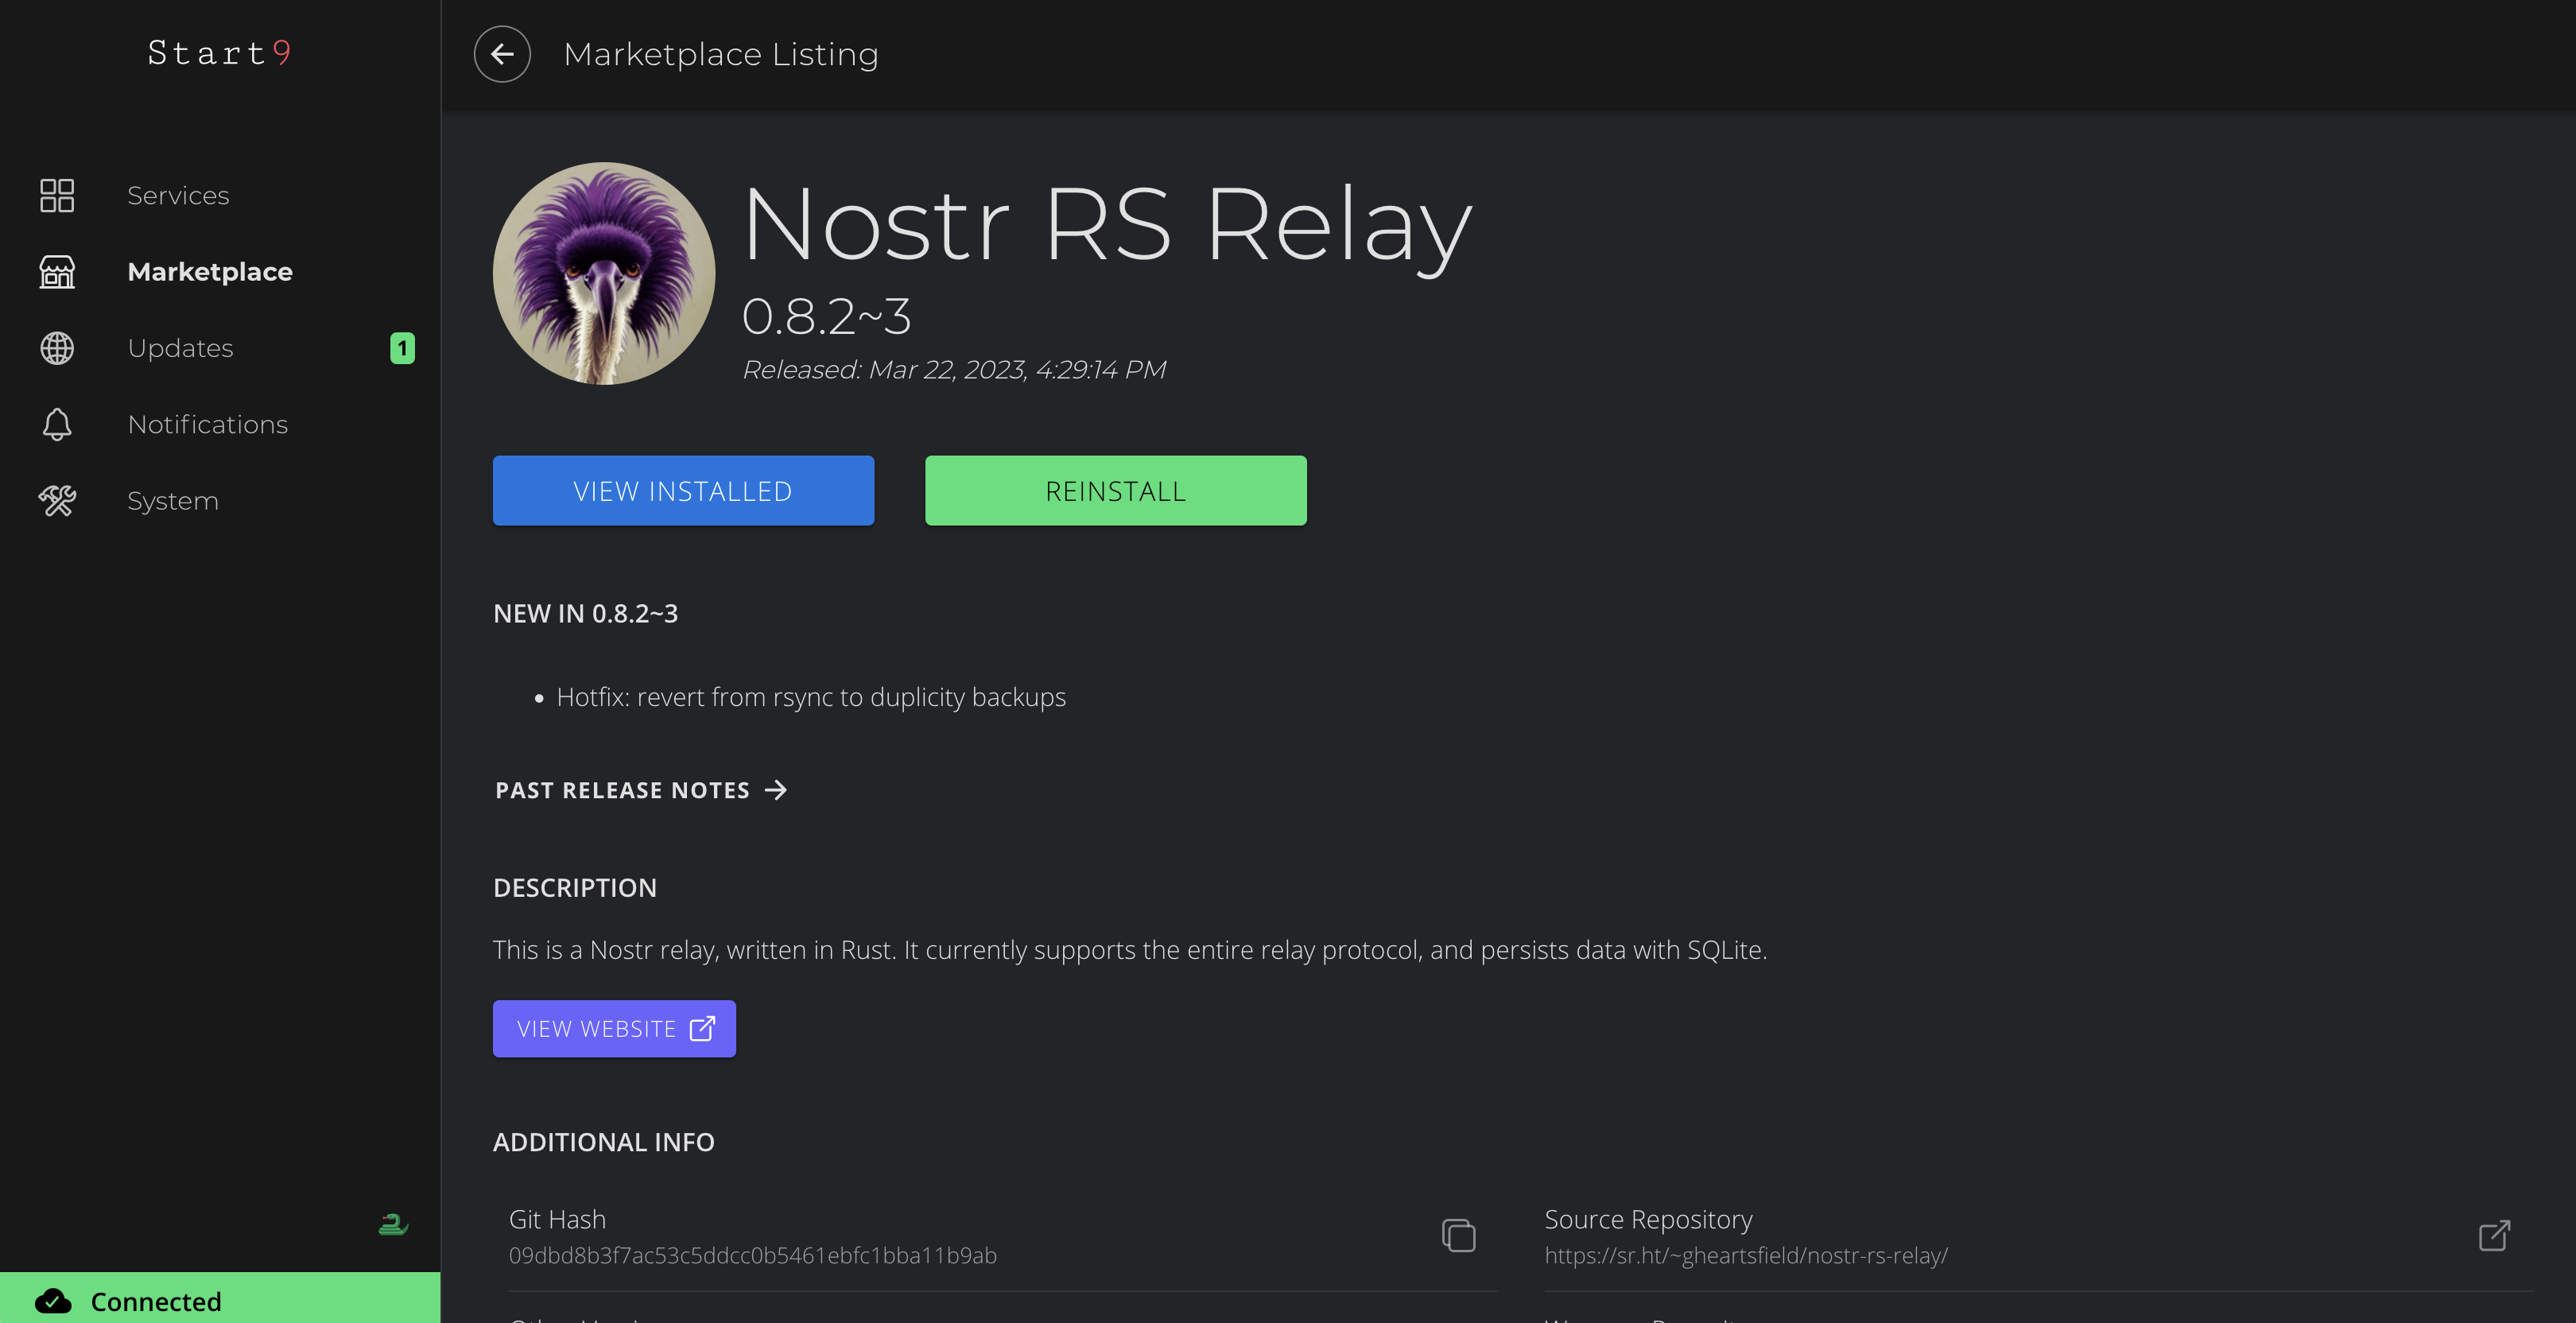 Start9
Marketplace Listing
Services
Marketplace
Updates
1
Notifications
System
Nostr RS Relay
0.8.2~3
Released: Mar 22, 2023, 4:29:14 PM
VIEW INSTALLED
REINSTALL
NEW IN 0.8.2~3
• Hotfix: revert from rsync to duplicity backups
PAST RELEASE NOTES
DESCRIPTION
This is a Nostr relay, written in Rust. It currently supports the entire relay protocol, and persists data with SQLite.
VIEW WEBSITE
ADDITIONAL INFO
Git Hash
09dbd8b3f7ac53c5ddcc0b5461ebfc1bba11b9ab
Source Repository
https://sr.ht/~gheartsfield/nostr-rs-relay/
Connected